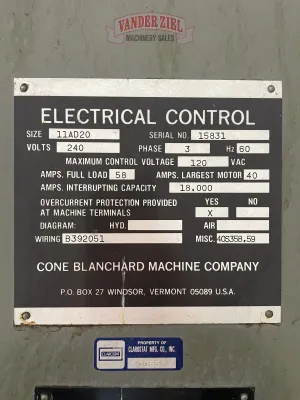 VANDER ZIEL
MACHINERY SALES
ELECTRICAL CONTROL
SIZE 11AD20 SERIAL NO. 15831
VOLTS 240 PHASE 3 Hz 60
MAXIMUM CONTROL VOLTAGE 120 VAC
AMPS. FULL LOAD 58 AMPS. LARGEST MOTOR 40
AMPS. INTERRUPTING CAPACITY 18.000
OVERCURRENT PROTECTION PROVIDED YES NO
AT MACHINE TERMINALS X
DIAGRAM: HYD. AIR
WIRING B392051 MISC. 40S358.59
CONE BLANCHARD MACHINE COMPANY
P.O. BOX 27 WINDSOR, VERMONT 05089 U.S.A.
PROPERTY OF
CLAROSTAT MFG. CO., INC.